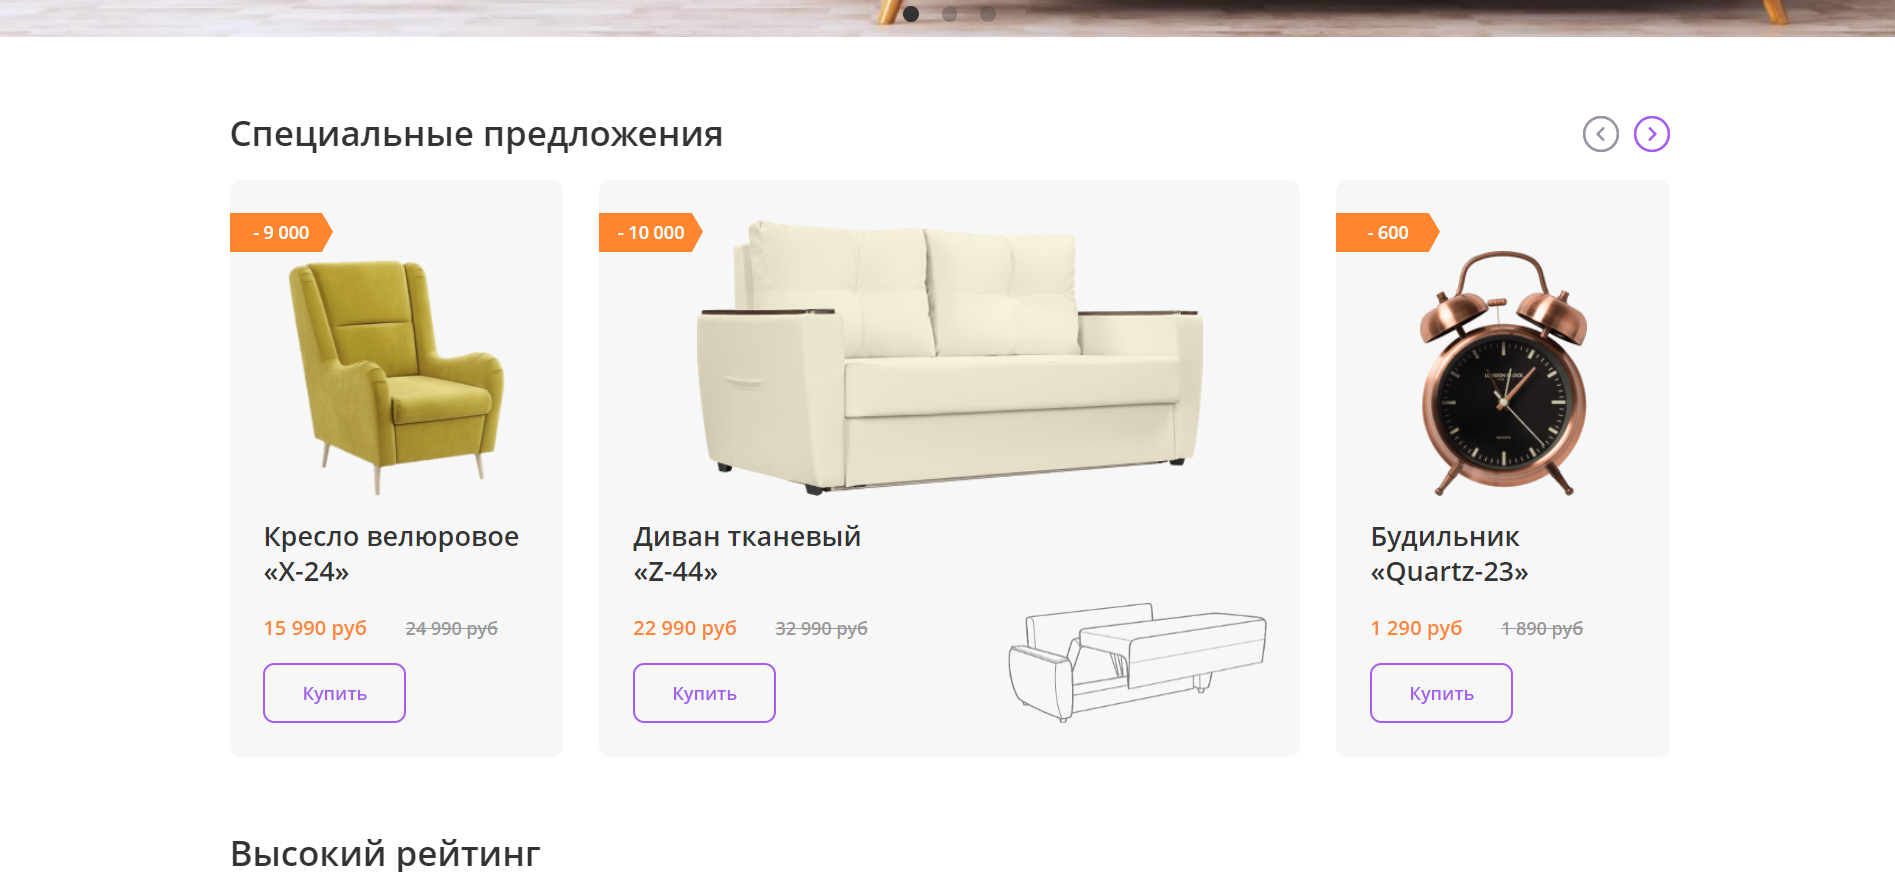 Специальные предложения
- 9 000
- 10 000
- 600
Кресло велюровое
«X-24»
15 990 руб 24 990 руб
Купить
Диван тканевый
«Z-44»
22 990 руб 32 990 руб
Купить
Будильник
«Quartz-23»
1 290 руб 1 890 руб
Купить
Высокий рейтинг